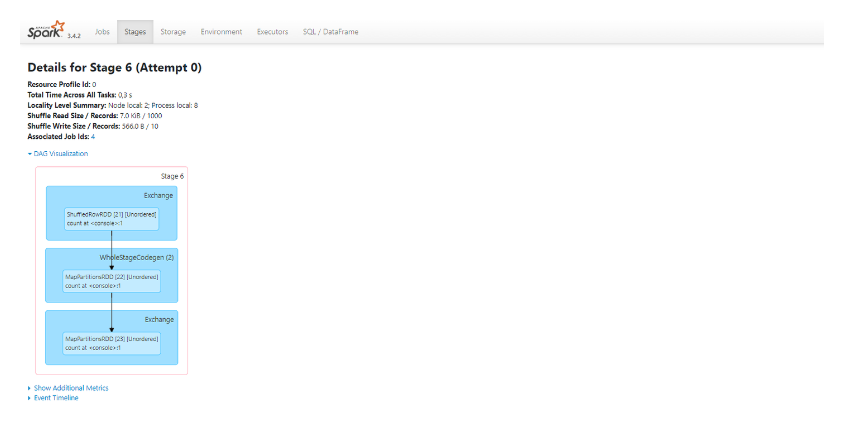 APACHE Spark 3.4.2 Jobs Stages Storage Environment Executors SQL / DataFrame
Details for Stage 6 (Attempt 0)
Resource Profile Id: 0
Total Time Across All Tasks: 0,3 s
Locality Level Summary: Node local: 2; Process local: 8
Shuffle Read Size / Records: 7.0 KiB / 1000
Shuffle Write Size / Records: 566.0 B / 10
Associated Job Ids: 4
DAG Visualization
Stage 6
Exchange
ShuffledRowRDD [21] [Unordered]
count at <console>:1
WholeStageCodegen (2)
MapPartitionsRDD [22] [Unordered]
count at <console>:1
Exchange
MapPartitionsRDD [23] [Unordered]
count at <console>:1
Show Additional Metrics
Event Timeline